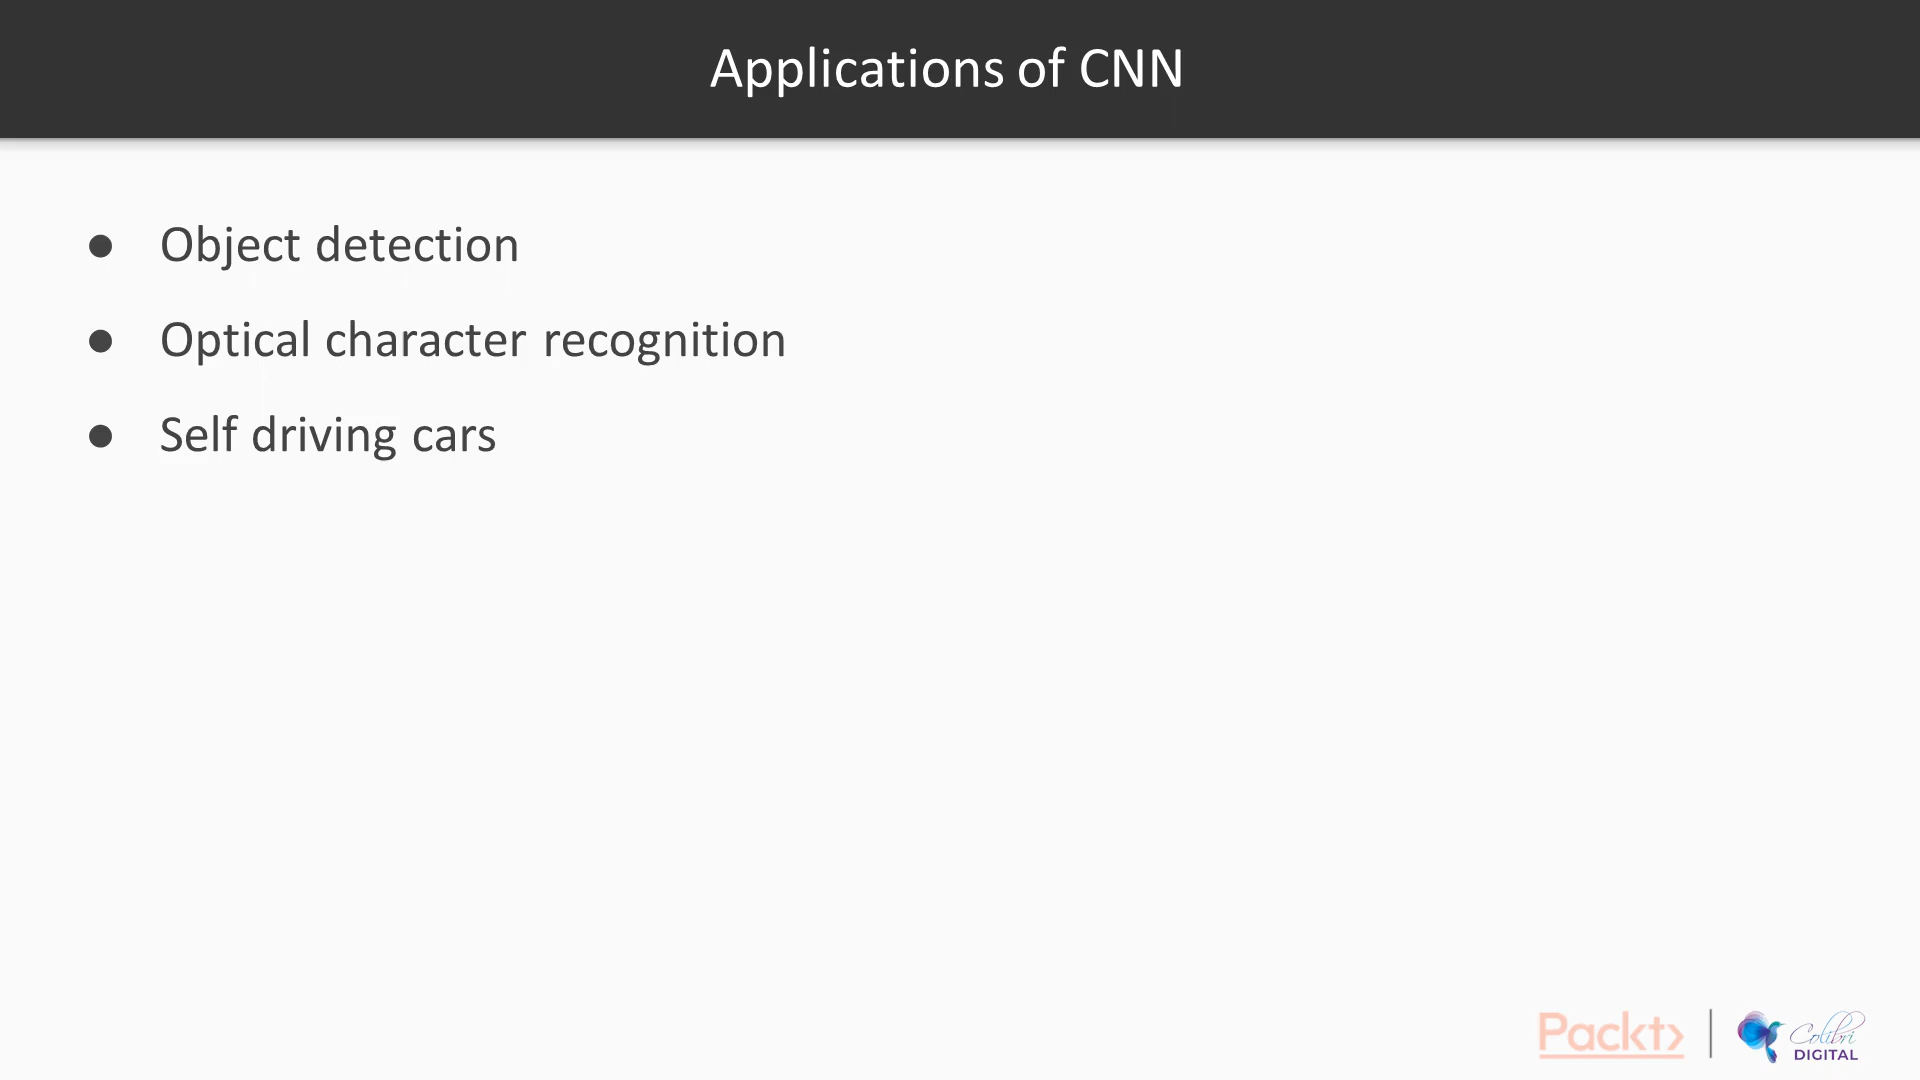 Applications of CNN
● Object detection
● Optical character recognition
● Self driving cars
Packt>
Colibri
DIGITAL